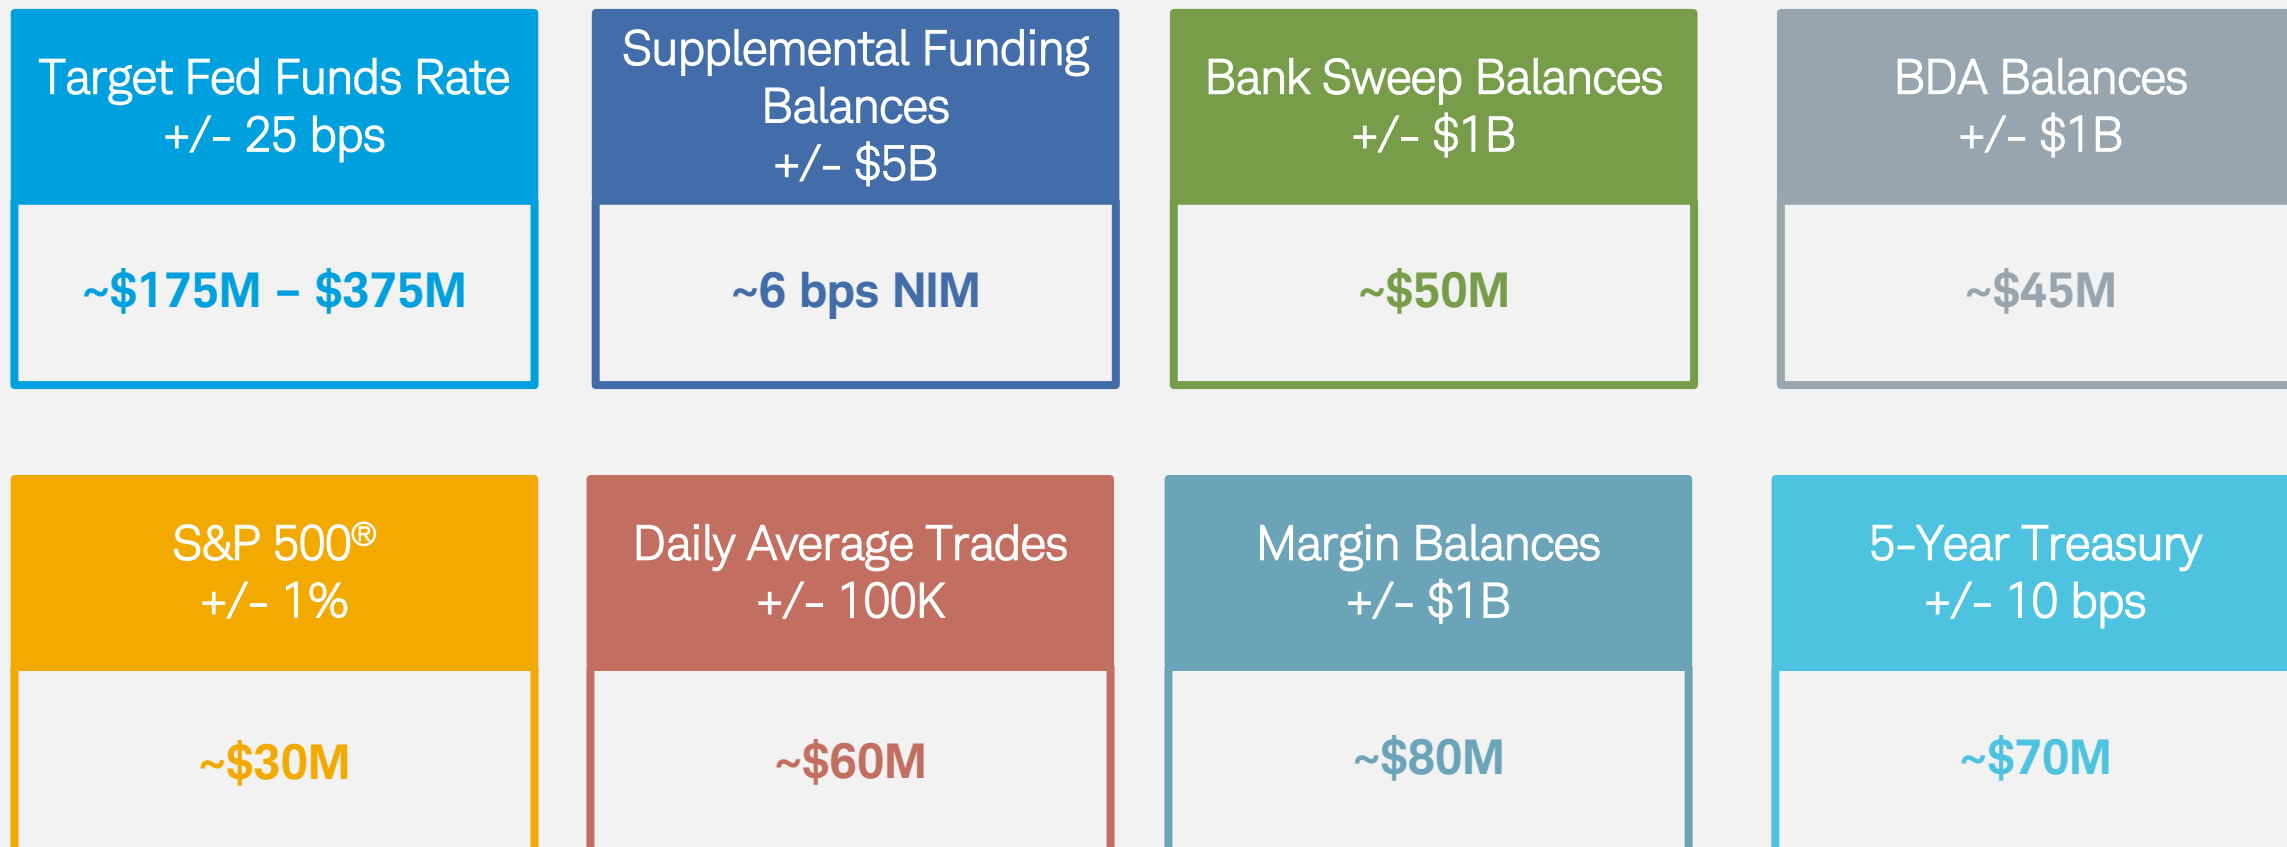 Target Fed Funds Rate
+/- 25 bps
~$175M – $375M
Supplemental Funding
Balances
+/- $5B
~6 bps NIM
Bank Sweep Balances
+/- $1B
~$50M
BDA Balances
+/- $1B
~$45M
S&P 500®
+/- 1%
~$30M
Daily Average Trades
+/- 100K
~$60M
Margin Balances
+/- $1B
~$80M
5-Year Treasury
+/- 10 bps
~$70M